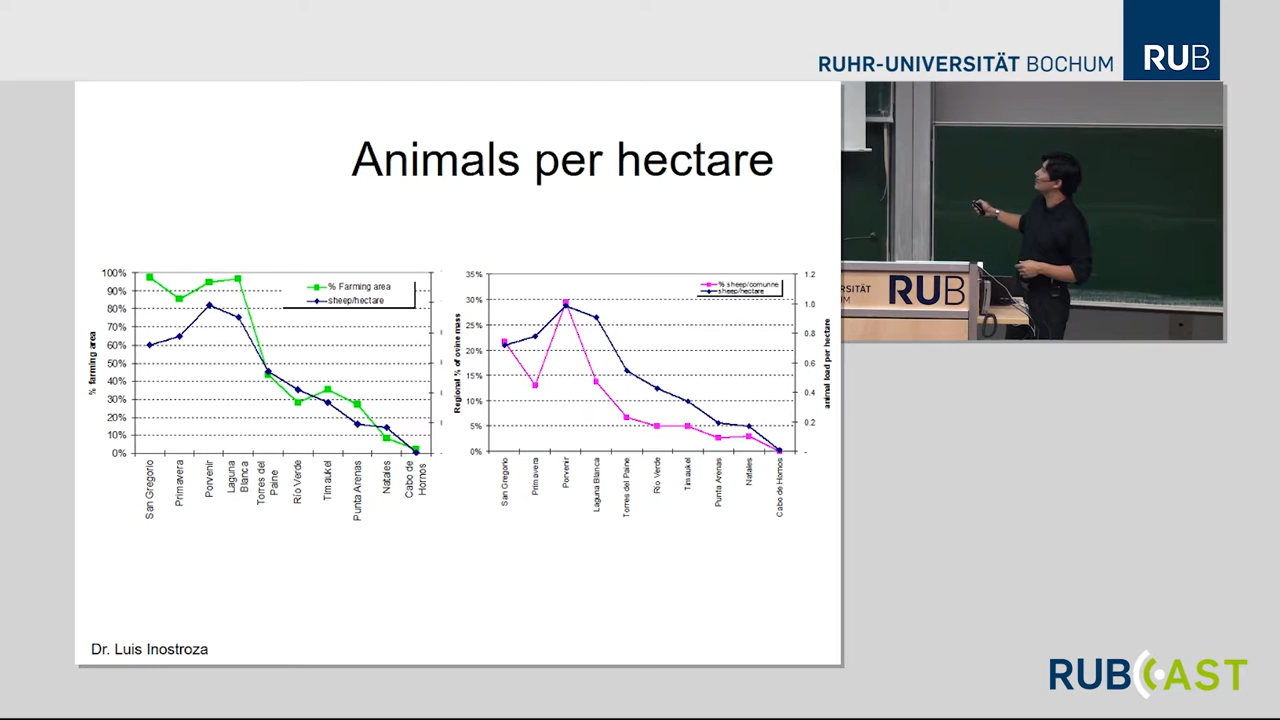 RUHR-UNIVERSITÄT BOCHUM
RUB
Animals per hectare
100%
90%
80%
70%
60%
50%
40%
30%
20%
10%
0%
% farming area
% Farming area
sheep/hectare
San Gregorio
Primavera
Porvenir
Laguna
Blanca
Torres del
Paine
Río Verde
Timaukel
Punta Arenas
Natales
Cabo de
Hornos
35%
30%
25%
20%
15%
10%
5%
0%
Regional % of ovine mass
% sheep/comunne
sheep/hectare
1.2
1.0
0.8
0.6
0.4
0.2
-
animal load per hectare
San Gregorio
Primavera
Porvenir
Laguna Blanca
Torres del Paine
Río Verde
Timaukel
Punta Arenas
Natales
Cabo de Hornos
RUB
Dr. Luis Inostroza
RUBCAST